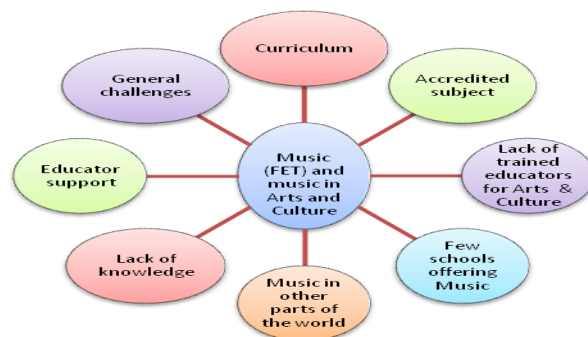 Curriculum
General
challenges
Accredited
subject
Educator
support
Music
(FET) and
music in
Arts and
Culture
Lack of
trained
educators
for Arts &
Culture
Lack of
knowledge
Few
schools
offering
Music
Music in
other
parts of
the world